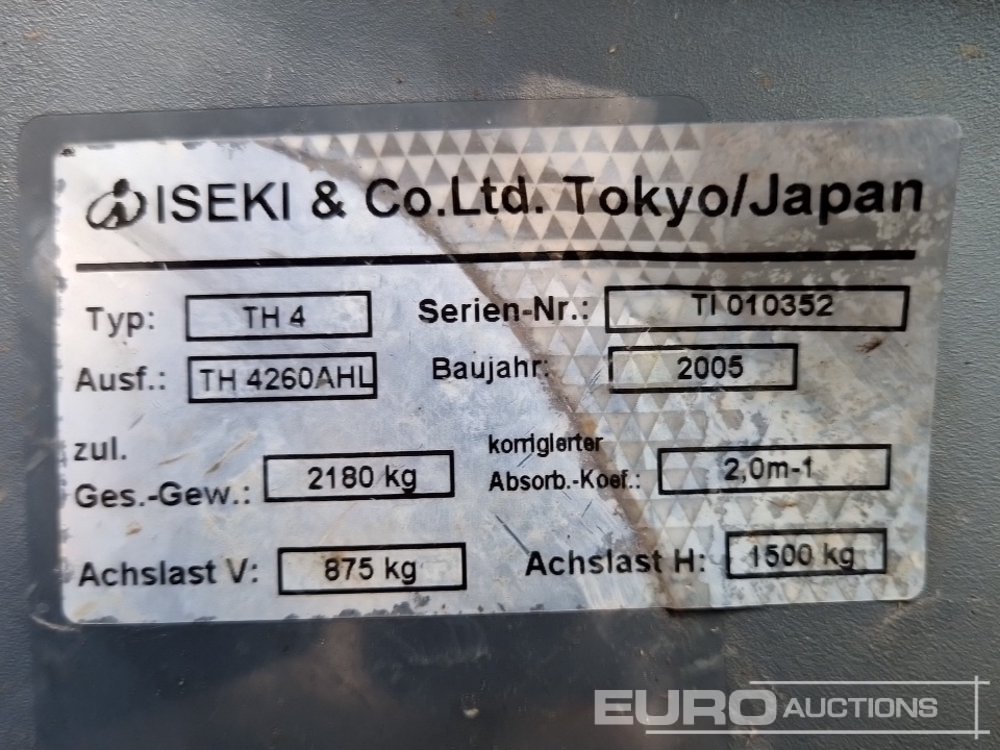 ISEKI & Co.Ltd. Tokyo/Japan
Typ: TH 4 Serien-Nr.: TI 010352
Ausf.: TH 4260AHL Baujahr: 2005
zul. korrigierter
Ges.-Gew.: 2180 kg Absorb.-Koef.: 2,0m-1
Achslast V: 875 kg Achslast H: 1500 kg
EURO AUCTIONS